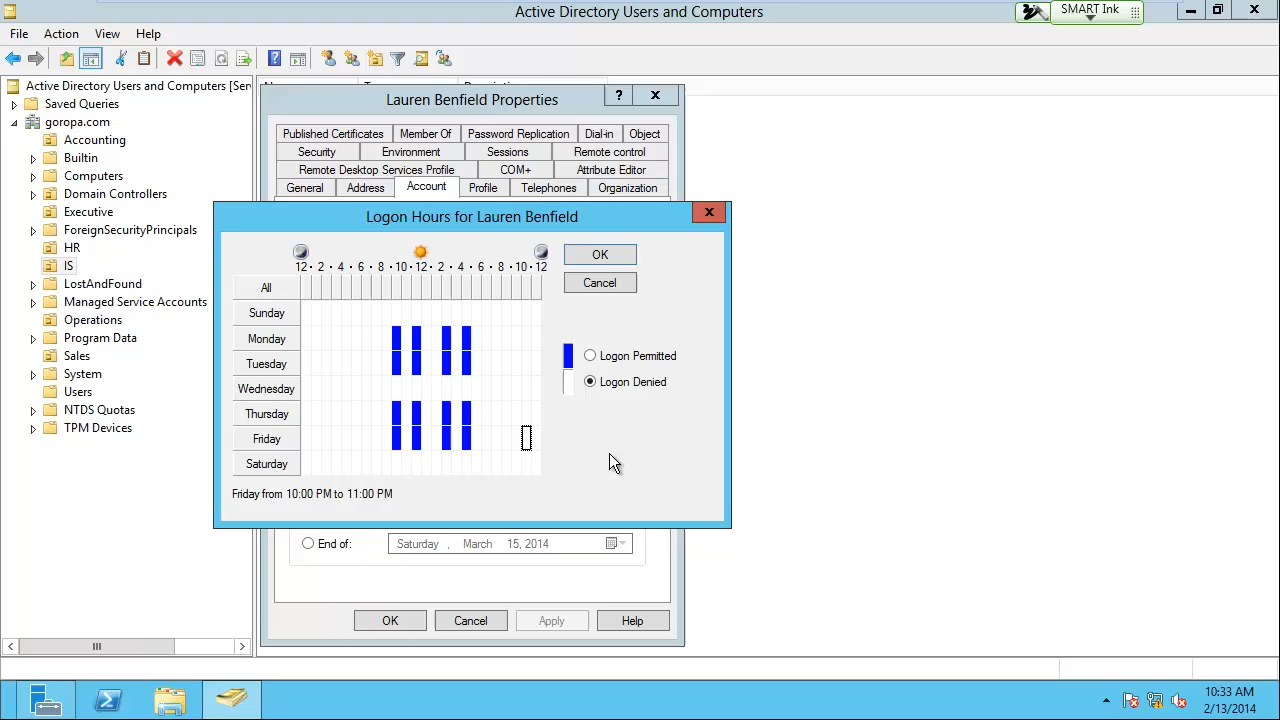 Active Directory Users and Computers
SMART Ink
File Action View Help
Active Directory Users and Computers [Ser
Saved Queries
goropa.com
Accounting
Builtin
Computers
Domain Controllers
Executive
ForeignSecurityPrincipals
HR
IS
LostAndFound
Managed Service Accounts
Operations
Program Data
Sales
System
Users
NTDS Quotas
TPM Devices
Lauren Benfield Properties
? X
Published Certificates Member Of Password Replication Dial-in Object
Security Environment Sessions Remote control
Remote Desktop Services Profile COM+ Attribute Editor
General Address Account Profile Telephones Organization
Logon Hours for Lauren Benfield
12 · 2 · 4 · 6 · 8 · 10 · 12 · 2 · 4 · 6 · 8 · 10 · 12
All
Sunday
Monday
Tuesday
Wednesday
Thursday
Friday
Saturday
OK
Cancel
Logon Permitted
Logon Denied
Friday from 10:00 PM to 11:00 PM
End of: Saturday , March 15, 2014
OK Cancel Apply Help
10:33 AM
2/13/2014